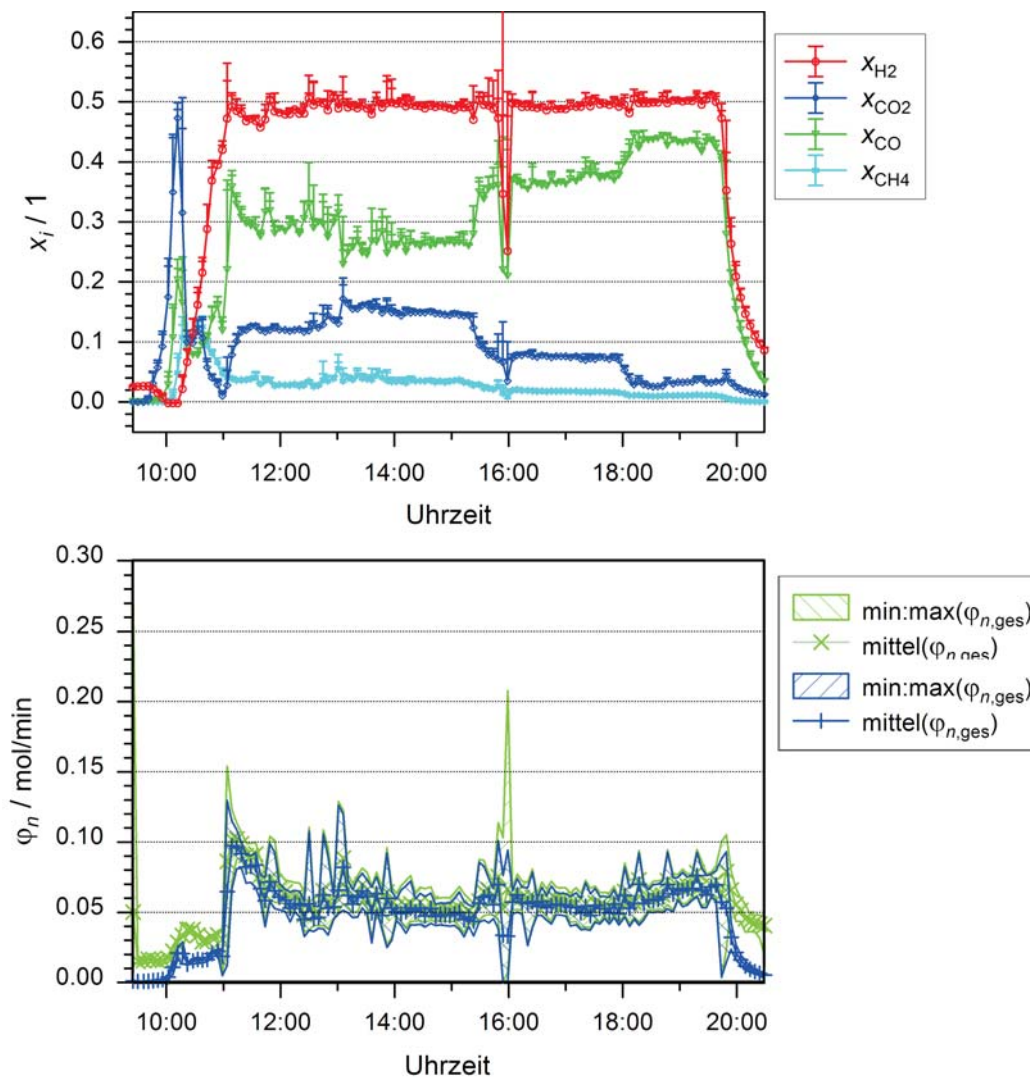 0.6
0.5
0.4
0.3
0.2
0.1
0.0
x_i / 1
10:00 12:00 14:00 16:00 18:00 20:00
Uhrzeit
x_H2
x_CO2
x_CO
x_CH4
0.30
0.25
0.20
0.15
0.10
0.05
0.00
φ_n / mol/min
10:00 12:00 14:00 16:00 18:00 20:00
Uhrzeit
min:max(φ_n,ges)
mittel(φ_n,ges)
min:max(φ_n,ges)
mittel(φ_n,ges)